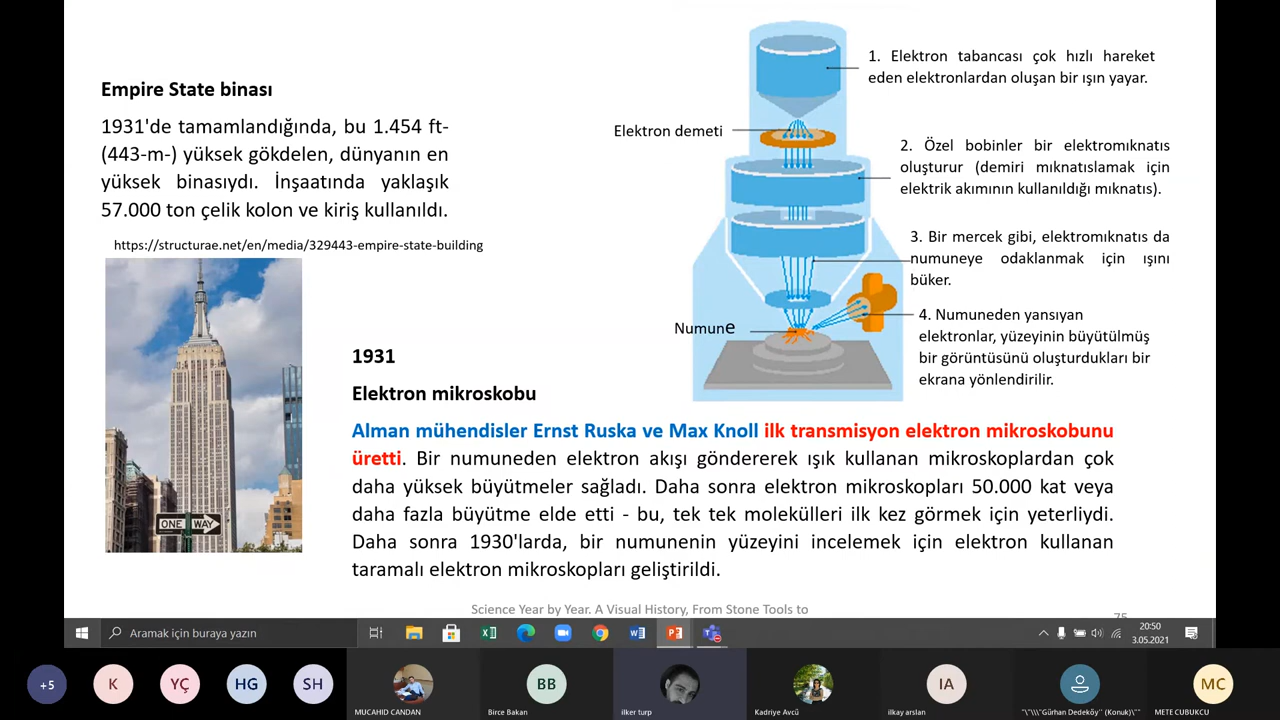 Empire State binası
1931'de tamamlandığında, bu 1.454 ft-
(443-m-) yüksek gökdelen, dünyanın en
yüksek binasıydı. İnşaatında yaklaşık
57.000 ton çelik kolon ve kiriş kullanıldı.
https://structurae.net/en/media/329443-empire-state-building
ONE WAY
Elektron demeti
Numune
1. Elektron tabancası çok hızlı hareket
eden elektronlardan oluşan bir ışın yayar.
2. Özel bobinler bir elektromıknatıs
oluşturur (demiri mıknatıslamak için
elektrik akımının kullanıldığı mıknatıs).
3. Bir mercek gibi, elektromıknatıs da
numuneye odaklanmak için ışını
büker.
4. Numuneden yansıyan
elektronlar, yüzeyinin büyütülmüş
bir görüntüsünü oluşturdukları bir
ekrana yönlendirilir.
1931
Elektron mikroskobu
Alman mühendisler Ernst Ruska ve Max Knoll ilk transmisyon elektron mikroskobunu
üretti. Bir numuneden elektron akışı göndererek ışık kullanan mikroskoplardan çok
daha yüksek büyütmeler sağladı. Daha sonra elektron mikroskopları 50.000 kat veya
daha fazla büyütme elde etti - bu, tek tek molekülleri ilk kez görmek için yeterliydi.
Daha sonra 1930'larda, bir numunenin yüzeyini incelemek için elektron kullanan
taramalı elektron mikroskopları geliştirildi.
Science Year by Year. A Visual History, From Stone Tools to
75
Aramak için buraya yazın
20:50
3.05.2021
+5
K
YÇ
HG
SH
MUCAHID CANDAN
BB
Birce Bakan
ilker turp
Kadriye Avcü
IA
ilkay arslan
"\"\\\"Gürhan Dedeköy" (Konuk)\""
MC
METE CUBUKCU